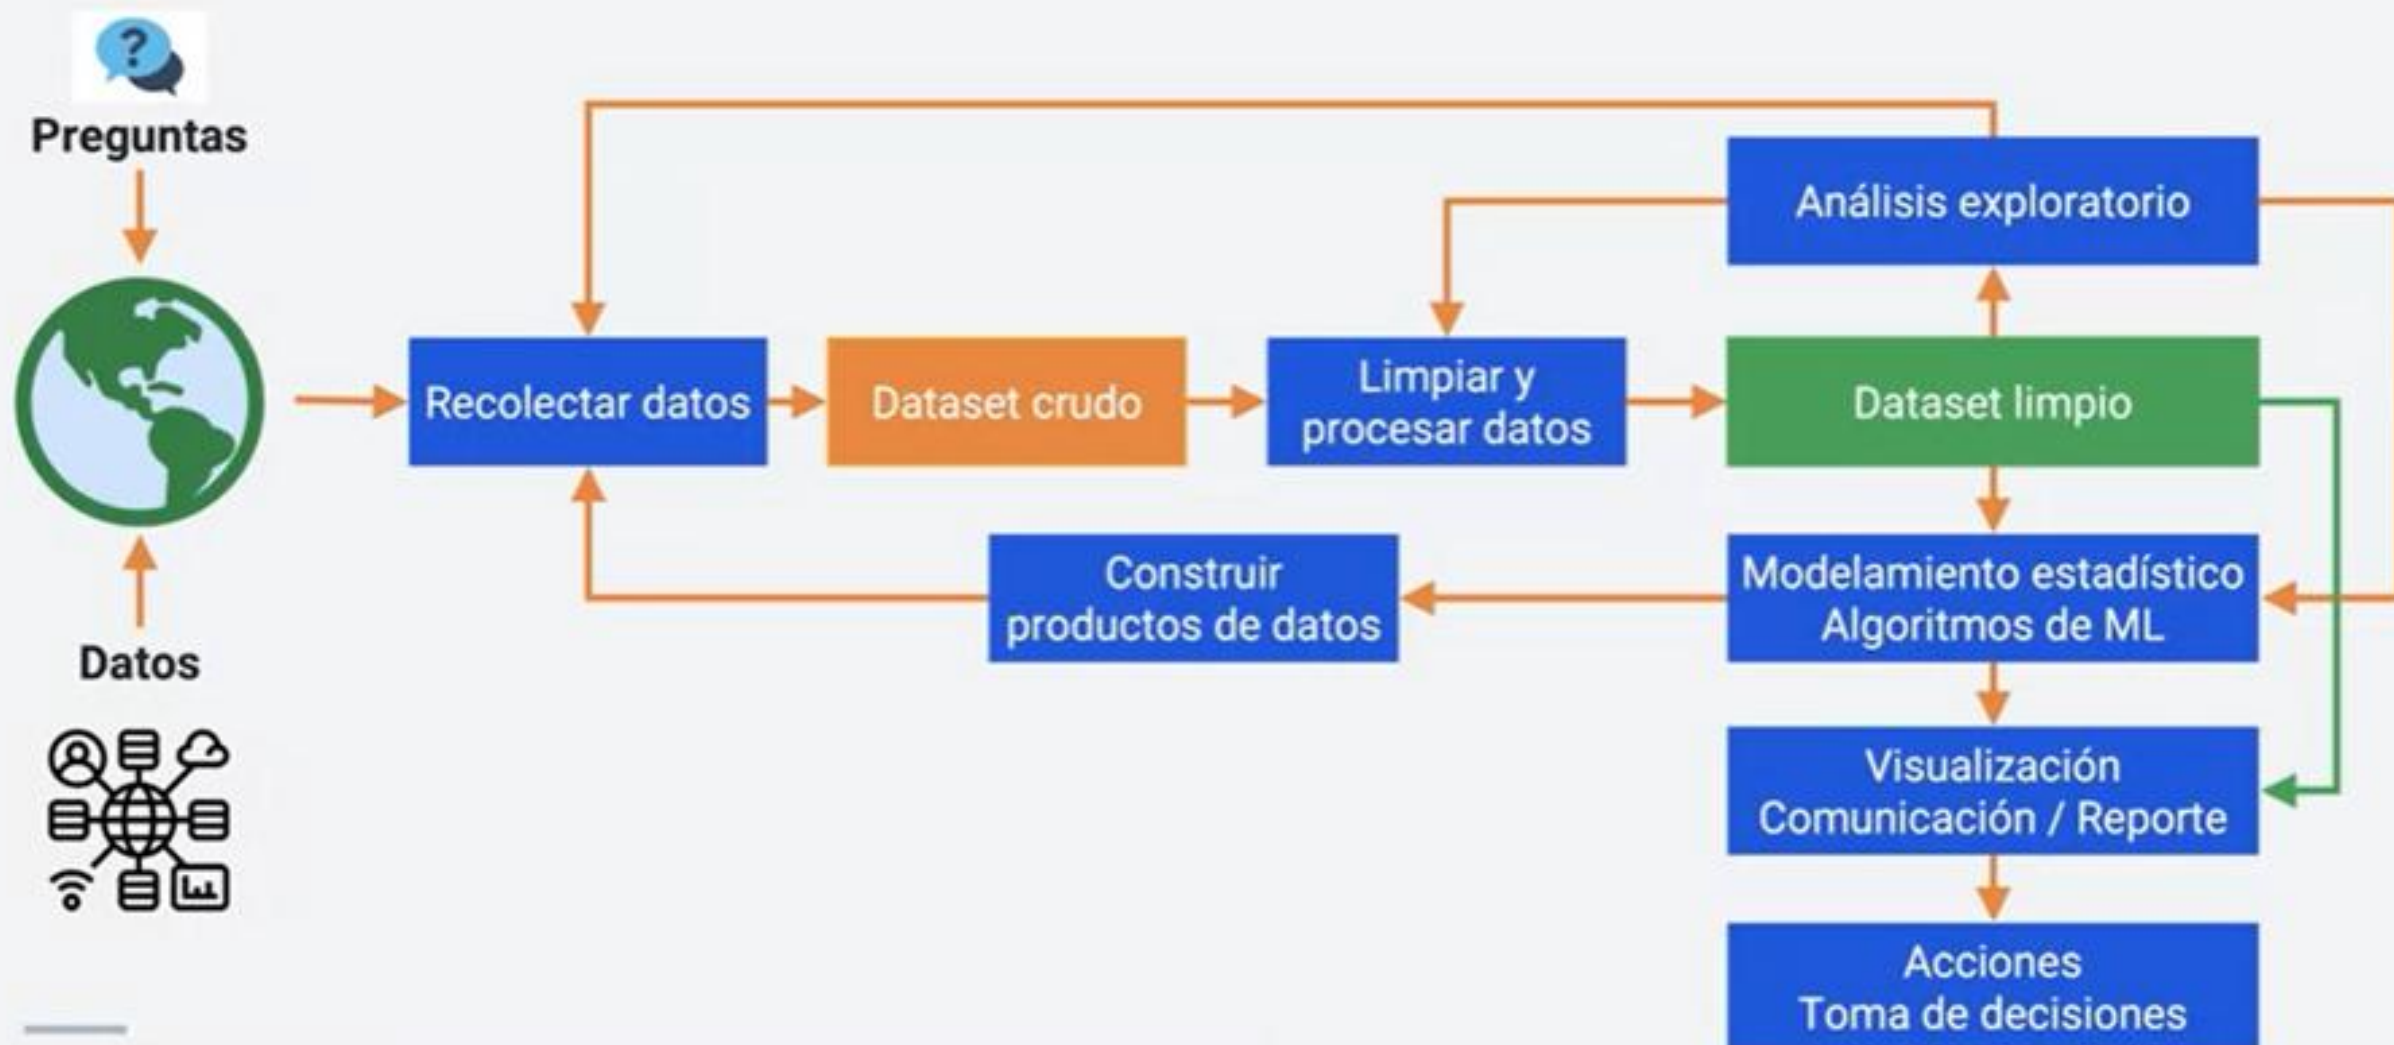 ?
Preguntas
Análisis exploratorio
Recolectar datos
Dataset crudo
Limpiar y
procesar datos
Dataset limpio
Construir
productos de datos
Modelamiento estadístico
Algoritmos de ML
Datos
Visualización
Comunicación / Reporte
Acciones
Toma de decisiones